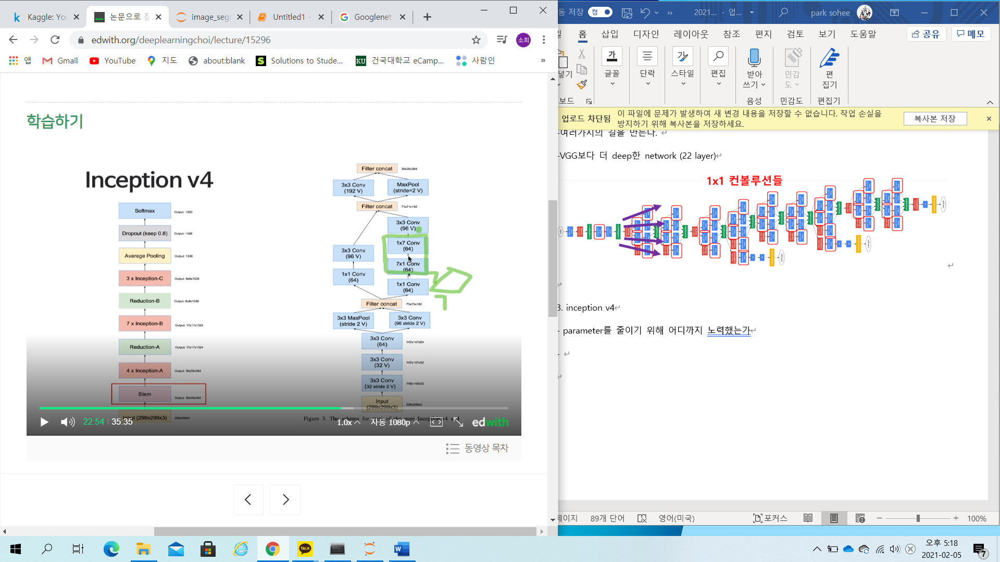 Kaggle: You
논문으로 짚
image_segr
Untitled1 -
Googlenet
edwith.org/deeplearningchoi/lecture/15296
소희
앱
Gmail
YouTube
지도
about:blank
Solutions to Stude...
KU 건국대학교 eCamp...
사람인
학습하기
Inception v4
Softmax
Output: 1000
Dropout (keep 0.8)
Output: 1536
Avarage Pooling
Output: 1536
3 x Inception-C
Output: 8x8x1536
Reduction-B
Output: 8x8x1536
7 x Inception-B
Output: 17x17x1024
Reduction-A
Output: 17x17x1024
4 x Inception-A
Output: 35x35x384
Stem
Output: 35x35x384
Input (299x299x3)
299x299x3
Filter concat
35x35x384
3x3 Conv
(192 V)
MaxPool
(stride=2 V)
Filter concat
71x71x192
3x3 Conv
(96 V)
1x7 Conv
(64)
3x3 Conv
(96 V)
7x1 Conv
(64)
1x1 Conv
(64)
1x1 Conv
(64)
Filter concat
73x73x160
3x3 MaxPool
(stride 2 V)
3x3 Conv
(96 stride 2 V)
3x3 Conv
(64)
147x147x64
3x3 Conv
(32 V)
147x147x32
3x3 Conv
(32 stride 2 V)
149x149x32
Input
(299x299x3)
299x299x3
Figure 3. The schema for stem of the pure Inception-v4 and
22:54
35:35
1.0x
자동 1080p
edwith
동영상 목차
동 저장
켬
2021... - 업...
park sohee
일
홈
삽입
디자인
레이아웃
참조
편지
검토
보기
도움말
공유
메모
넣기
글꼴
단락
스타일
편집
받아
쓰기
민감
도
편
집기
보드
음성
민감도
편집기
업로드 차단됨
이 파일에 문제가 발생하여 새 변경 내용을 저장할 수 없습니다. 작업 손실을
방지하기 위해 복사본을 저장하세요.
복사본 저장
-여러가지의 길을 만든다.
-VGG보다 더 deep한 network (22 layer)
1x1 컨볼루션들
3. inception v4
- parameter를 줄이기 위해 어디까지 노력했는가
-
페이지
89개 단어
영어(미국)
포커스
100%
TALK
오후 5:18
2021-02-05
7